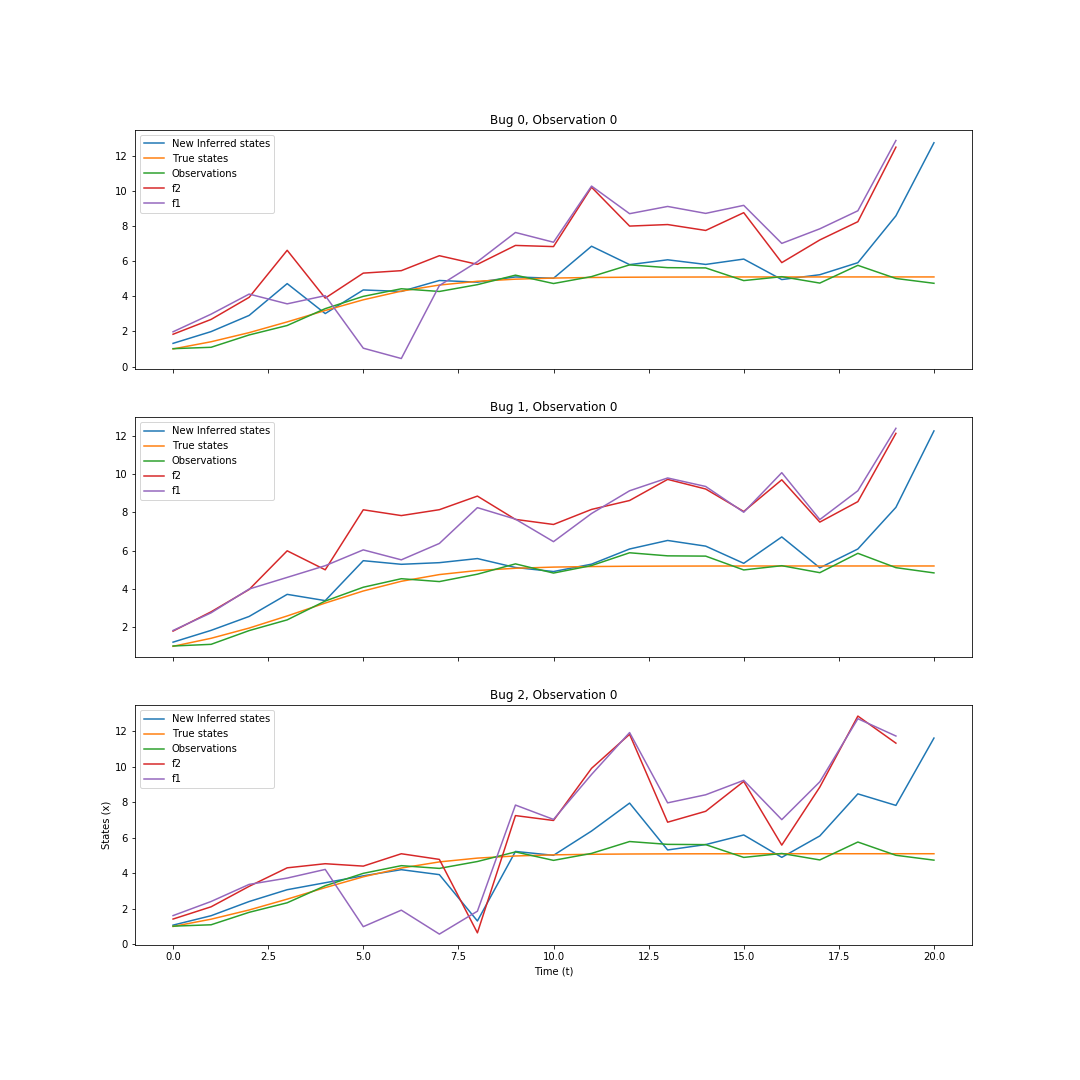 Bug 0, Observation 0
New Inferred states
True states
Observations
f2
f1
12
10
8
6
4
2
0
Bug 1, Observation 0
New Inferred states
True states
Observations
f2
f1
12
10
8
6
4
2
Bug 2, Observation 0
New Inferred states
True states
Observations
f2
f1
12
10
8
6
4
2
0
States (x)
0.0 2.5 5.0 7.5 10.0 12.5 15.0 17.5 20.0
Time (t)